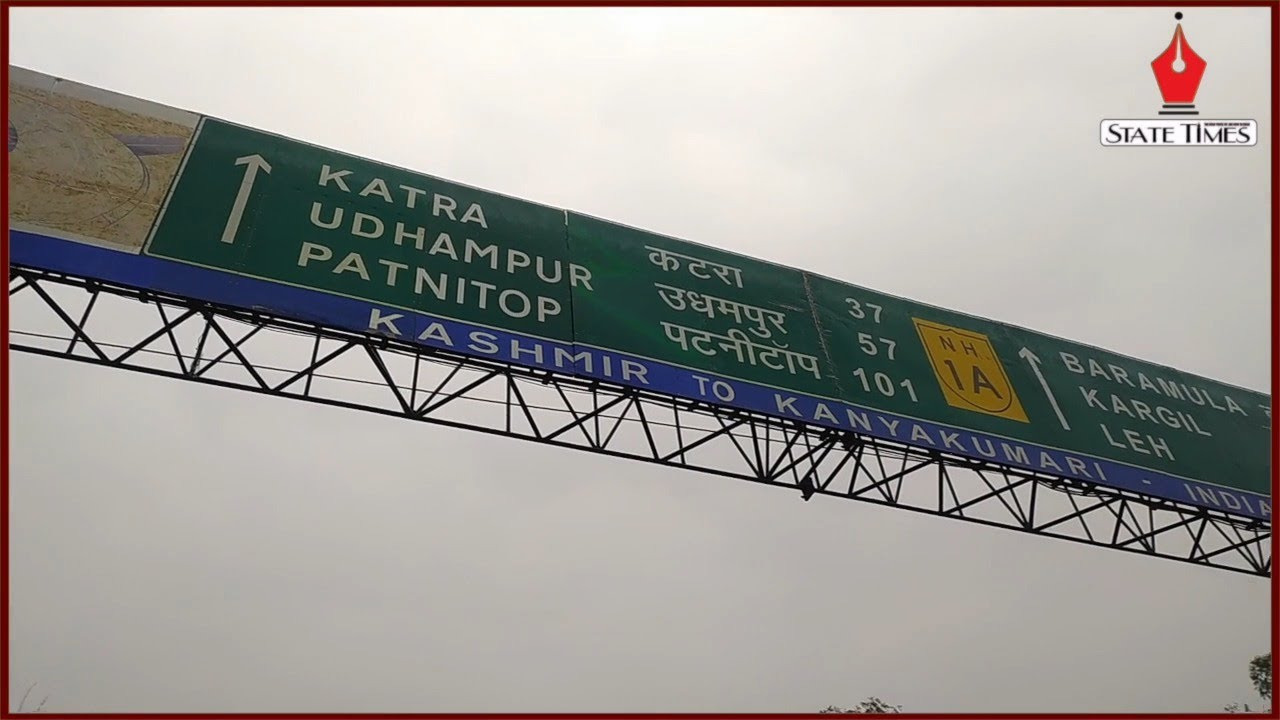 STATE TIMES
KATRA कटरा 37
UDHAMPUR उधमपुर 57
PATNITOP पटनीटॉप 101
NH.
1A
BARAMULA
KARGIL
LEH
KASHMIR TO KANYAKUMARI - INDIA